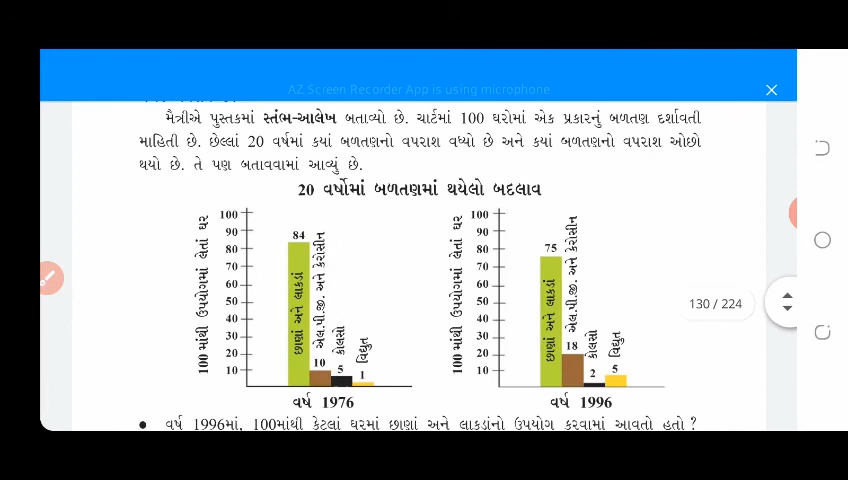 AZ Screen Recorder App is using microphone
મૈત્રીએ પુસ્તકમાં સ્તંભ-આલેખ બતાવ્યો છે. ચાર્ટમાં 100 ઘરોમાં એક પ્રકારનું બળતણ દર્શાવતી
માહિતી છે. છેલ્લાં 20 વર્ષમાં કયાં બળતણનો વપરાશ વધ્યો છે અને કયાં બળતણનો વપરાશ ઓછો
થયો છે. તે પણ બતાવવામાં આવ્યું છે.
20 વર્ષોમાં બળતણમાં થયેલો બદલાવ
100 માંથી ઉપયોગમાં લેતાં ઘર
100
90
80
70
60
50
40
30
20
10
84
છાણાં અને લાકડાં
10
એલ.પી.જી. અને કેરોસીન
5
કોલસો
1
વિદ્યુત
વર્ષ 1976
100 માંથી ઉપયોગમાં લેતાં ઘર
100
90
80
70
60
50
40
30
20
10
75
છાણાં અને લાકડાં
18
એલ.પી.જી. અને કેરોસીન
2
કોલસો
5
વિદ્યુત
વર્ષ 1996
130 / 224
● વર્ષ 1996માં, 100માંથી કેટલાં ઘરમાં છાણાં અને લાકડાંનો ઉપયોગ કરવામાં આવતો હતો ?